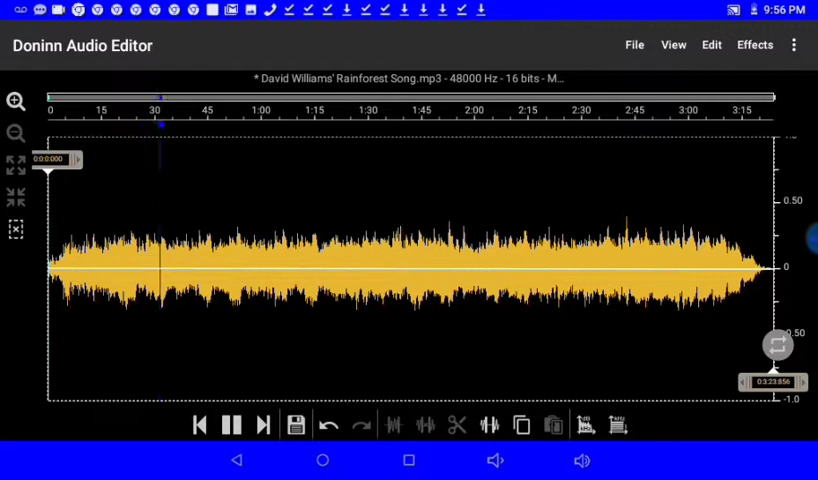 9:56 PM
Doninn Audio Editor
File View Edit Effects
* David Williams' Rainforest Song.mp3 - 48000 Hz - 16 bits - M...
0 15 30 45 1:00 1:15 1:30 1:45 2:00 2:15 2:30 2:45 3:00 3:15
0:0:0:000
0.50
0
-0.50
0:3:23:856
-1.0